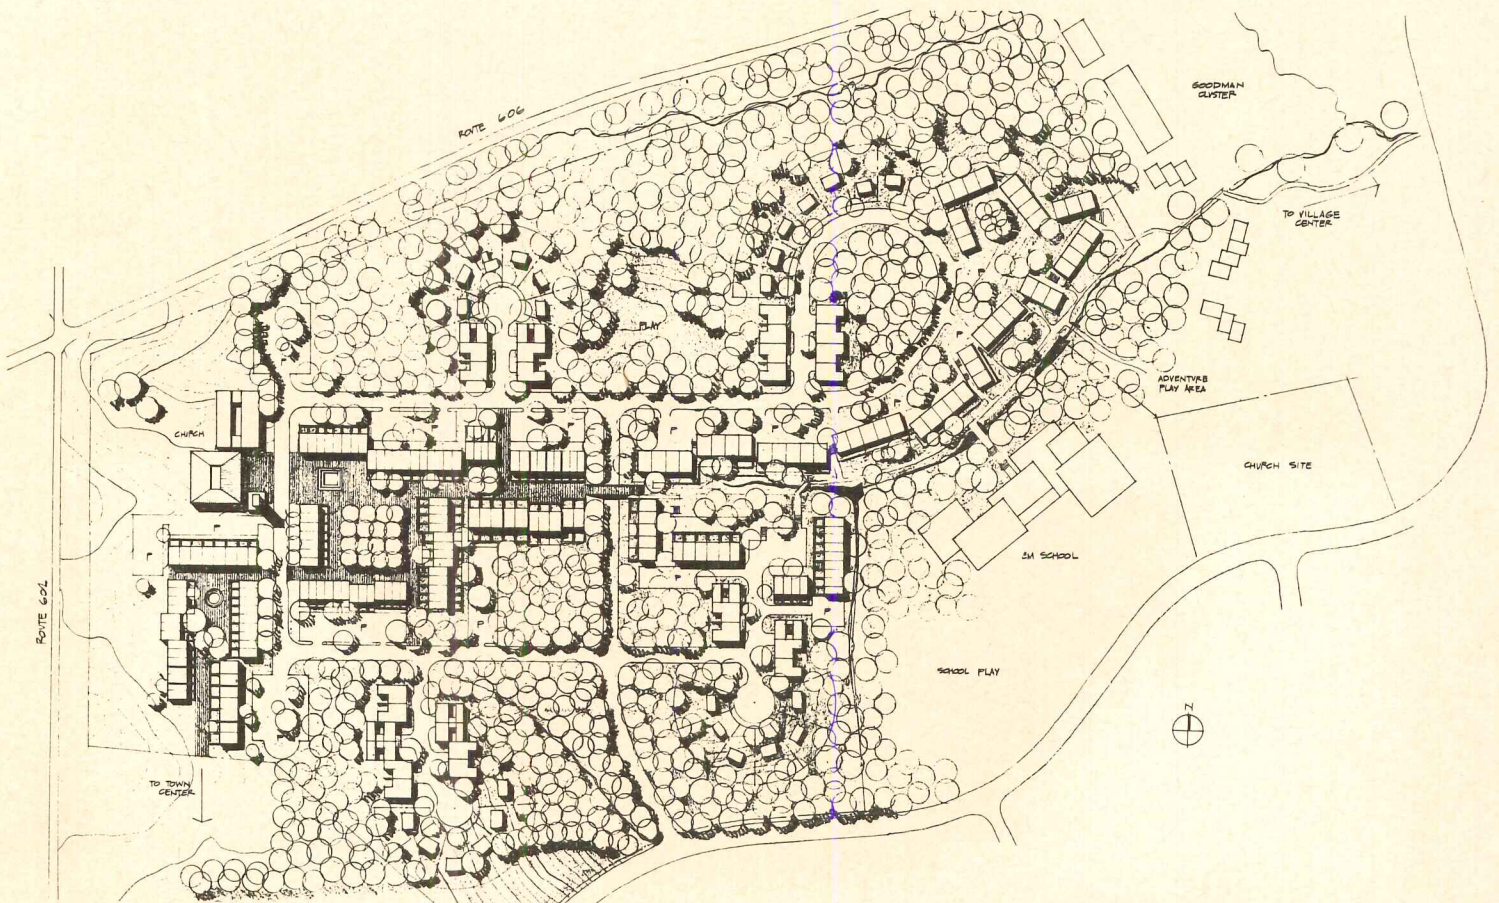 ROUTE 606
GOODMAN
CLUSTER
TO VILLAGE
CENTER
PLAY
ADVENTURE
PLAY AREA
CHURCH
CHURCH SITE
P
P
P
P
P
P
P
P
P
P
P
P
P
SM SCHOOL
ROUTE 602
SCHOOL PLAY
N
TO TOWN
CENTER